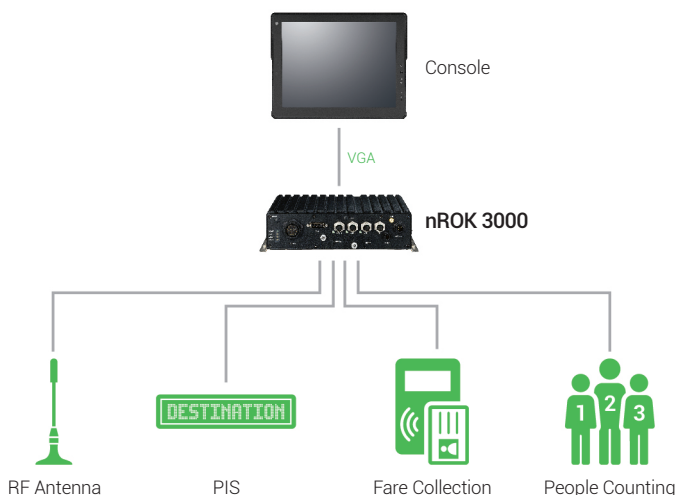 Console
VGA
nROK 3000
DESTINATION
1 2 3
RF Antenna
PIS
Fare Collection
People Counting